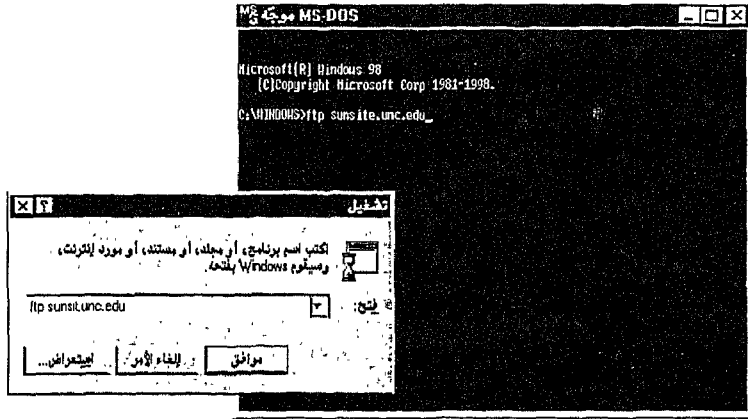 موجّه MS-DOS
Microsoft(R) Windows 98
(C)Copyright Microsoft Corp 1981-1998.
C:\WINDOWS>ftp sunsite.unc.edu_
تشغيل
اكتب اسم برنامج، أو مجلد، أو مستند، أو مورد إنترنت،
وسيقوم Windows بفتحه.
فتح:
ftp sunsit.unc.edu
موافق
إلغاء الأمر
استعراض...